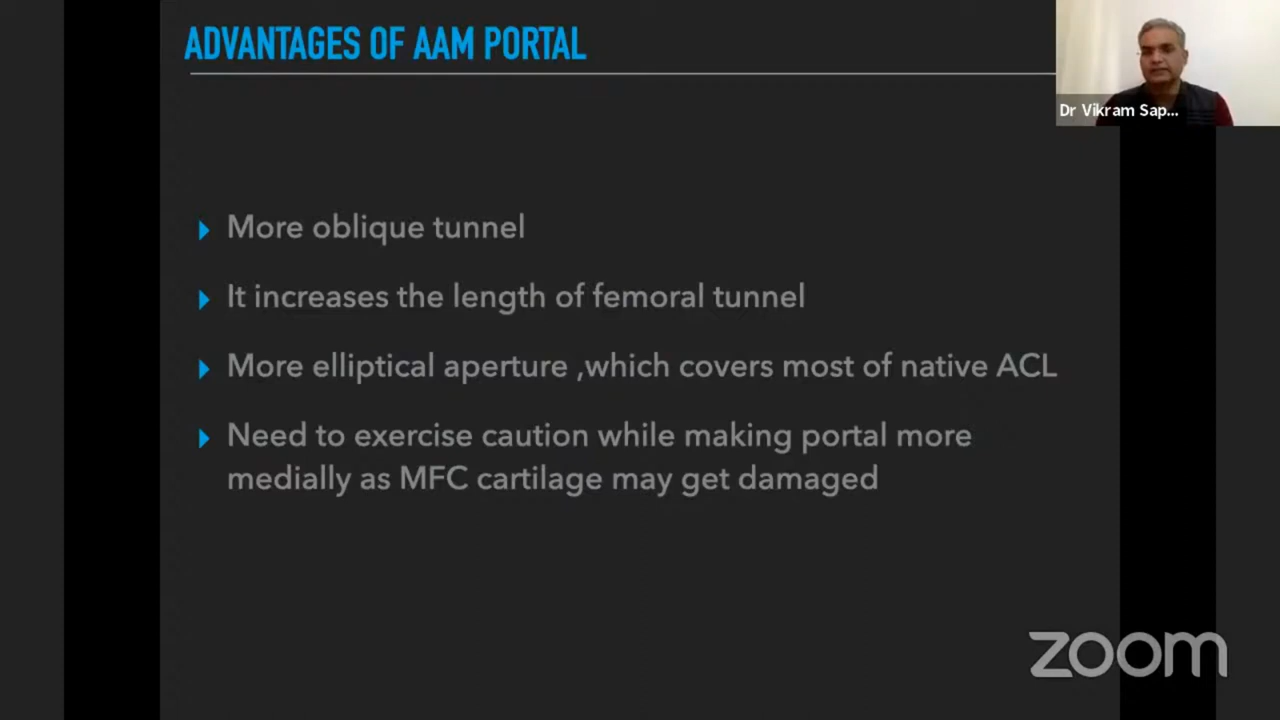 ADVANTAGES OF AAM PORTAL
Dr Vikram Sap...
More oblique tunnel
It increases the length of femoral tunnel
More elliptical aperture ,which covers most of native ACL
Need to exercise caution while making portal more
medially as MFC cartilage may get damaged
zoom